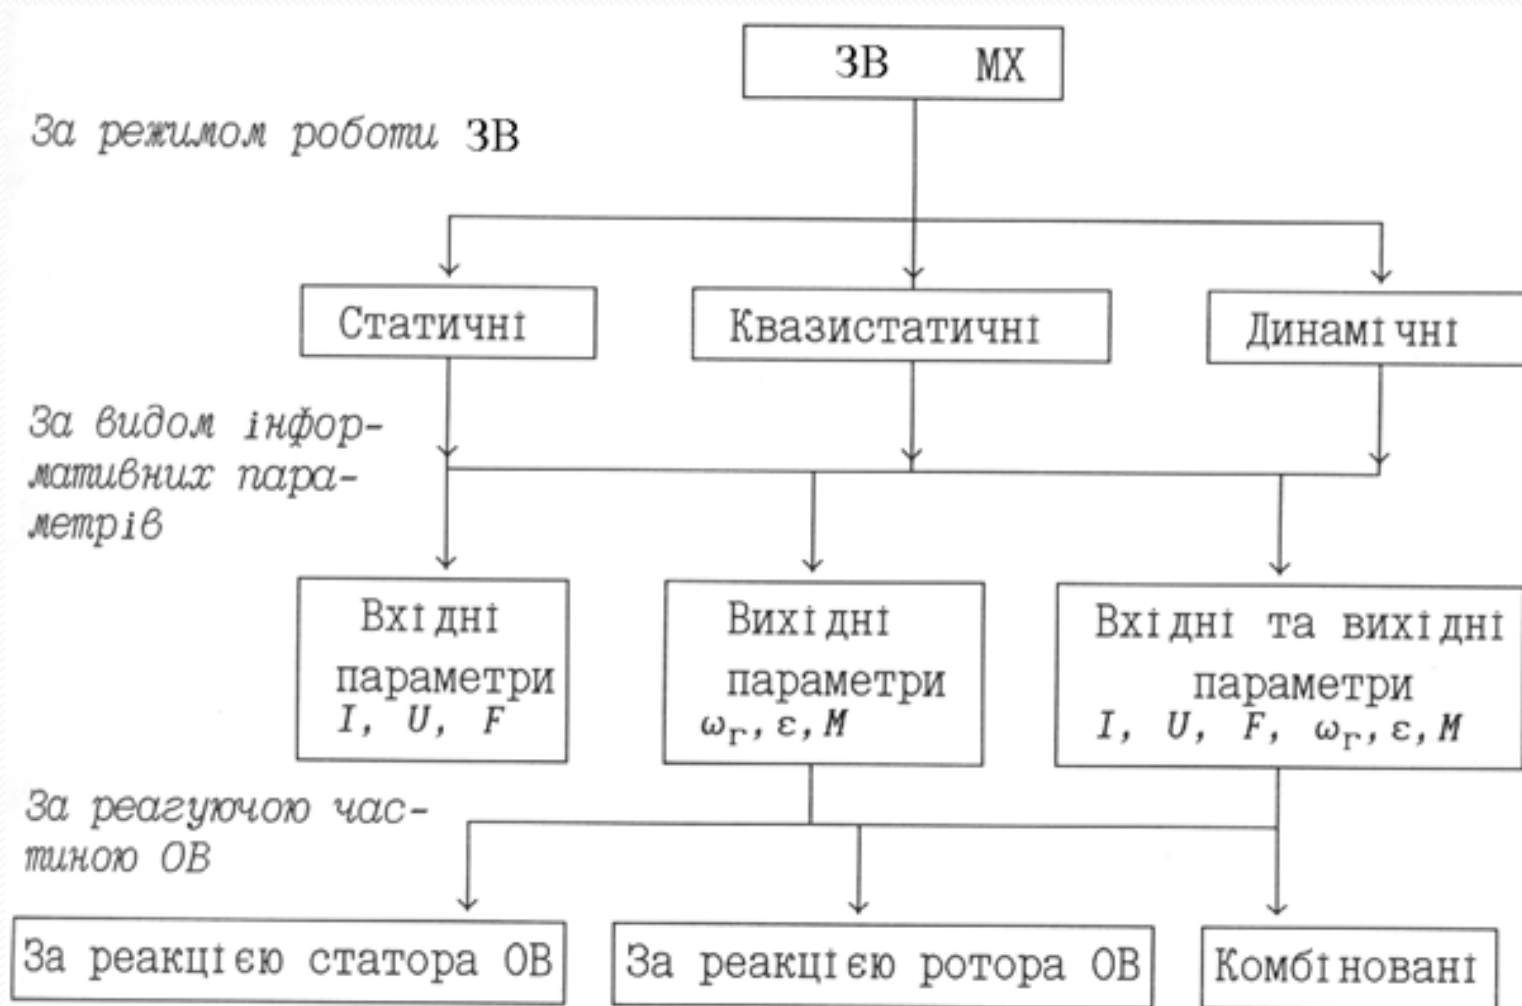 ЗВ МХ
За режимом роботи ЗВ
Статичні
Квазистатичні
Динамічні
За видом інфор-
мативних пара-
метрів
Вхідні
параметри
I, U, F
Вихідні
параметри
ωг, ε, M
Вхідні та вихідні
параметри
I, U, F, ωг, ε, M
За реагуючою час-
тиною ОВ
За реакцією статора ОВ
За реакцією ротора ОВ
Комбіновані